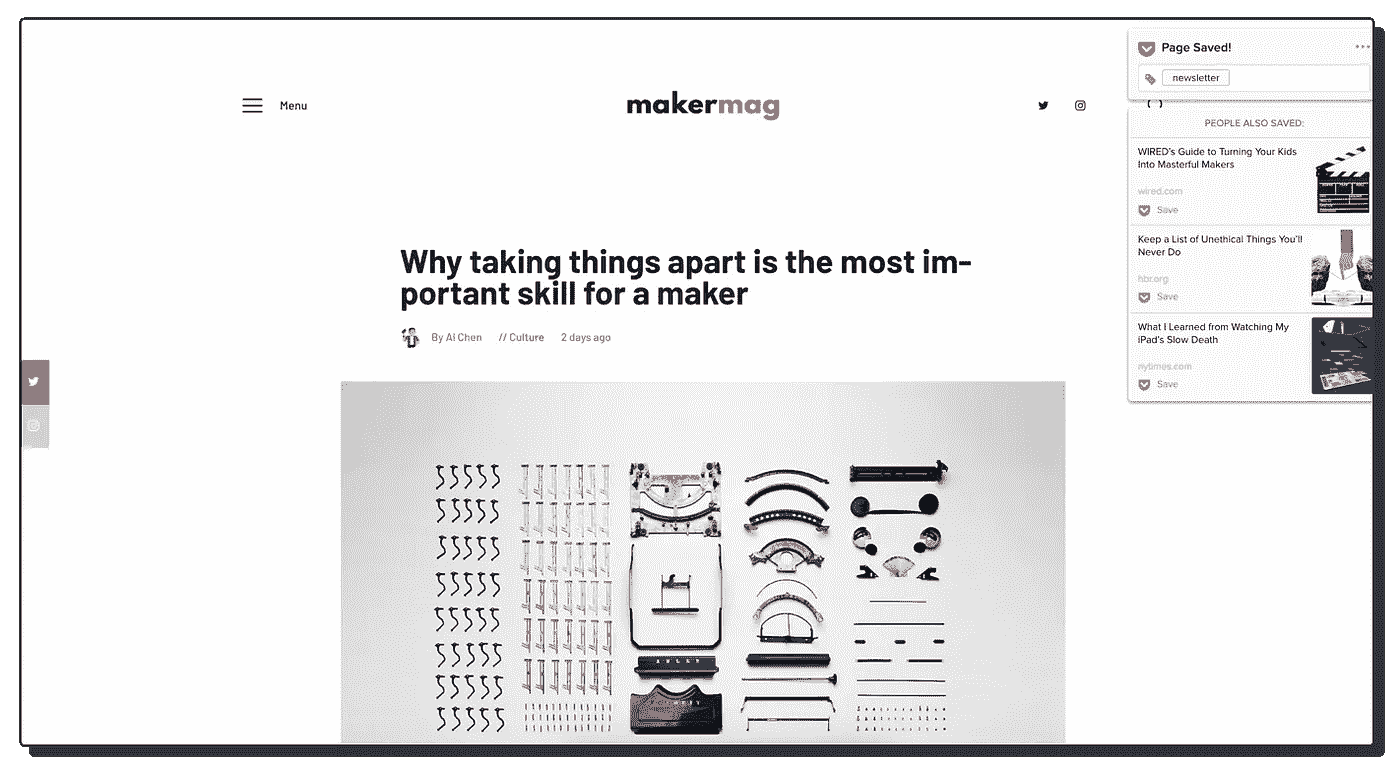 Menu
makermag
Page Saved!
newsletter
PEOPLE ALSO SAVED:
WIRED's Guide to Turning Your Kids
Into Masterful Makers
wired.com
Save
Keep a List of Unethical Things You'll
Never Do
hbr.org
Save
What I Learned from Watching My
iPad's Slow Death
nytimes.com
Save
Why taking things apart is the most im-
portant skill for a maker
By Al Chen // Culture 2 days ago
ADLER